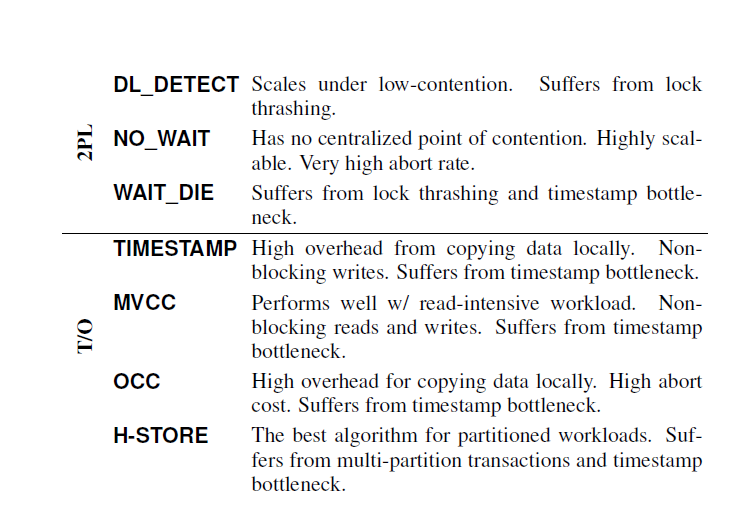 2PL
DL_DETECT Scales under low-contention. Suffers from lock
thrashing.
NO_WAIT Has no centralized point of contention. Highly scal-
able. Very high abort rate.
WAIT_DIE Suffers from lock thrashing and timestamp bottle-
neck.
T/O
TIMESTAMP High overhead from copying data locally. Non-
blocking writes. Suffers from timestamp bottleneck.
MVCC Performs well w/ read-intensive workload. Non-
blocking reads and writes. Suffers from timestamp
bottleneck.
OCC High overhead for copying data locally. High abort
cost. Suffers from timestamp bottleneck.
H-STORE The best algorithm for partitioned workloads. Suf-
fers from multi-partition transactions and timestamp
bottleneck.